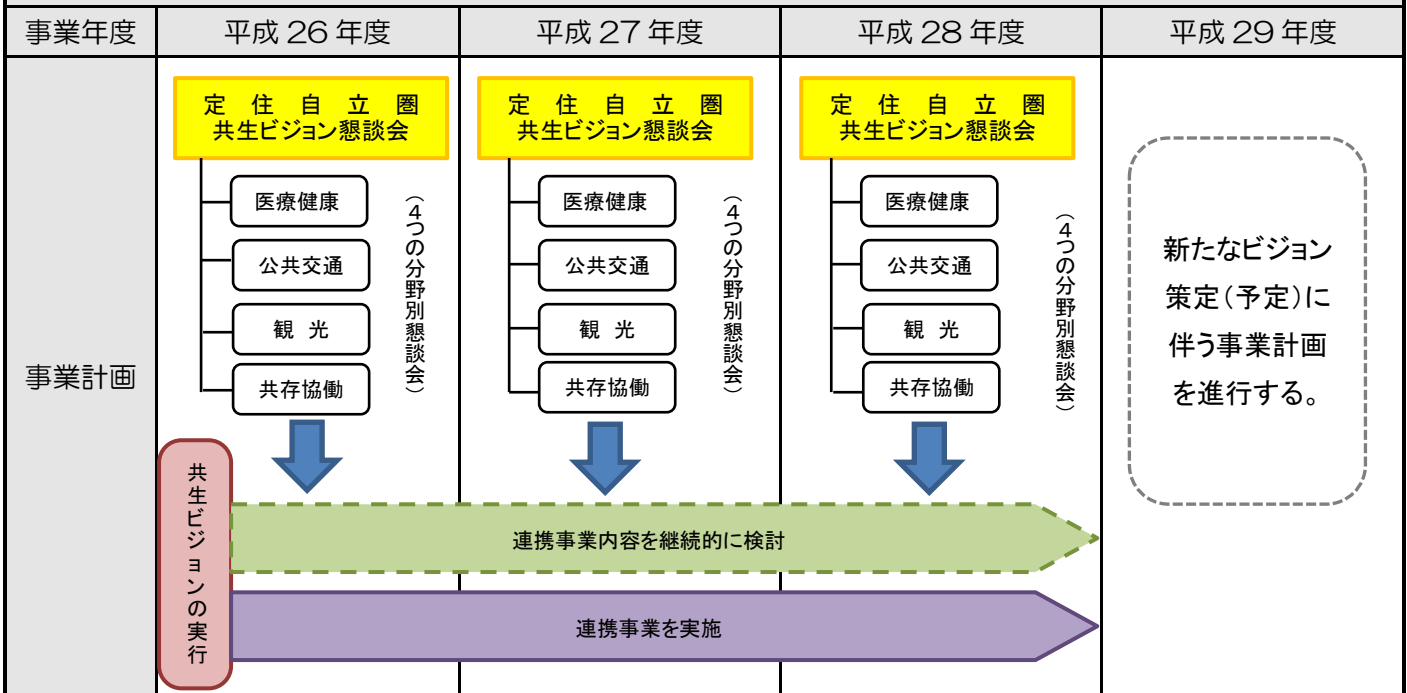 事業年度
平成 26 年度
平成 27 年度
平成 28 年度
平成 29 年度
事業計画
定 住 自 立 圏
共生ビジョン懇談会
医療健康
公共交通
観 光
共存協働
（４つの分野別懇談会）
定 住 自 立 圏
共生ビジョン懇談会
医療健康
公共交通
観 光
共存協働
（４つの分野別懇談会）
定 住 自 立 圏
共生ビジョン懇談会
医療健康
公共交通
観 光
共存協働
（４つの分野別懇談会）
新たなビジョン
策定（予定）に
伴う事業計画
を進行する。
共生ビジョンの実行
連携事業内容を継続的に検討
連携事業を実施